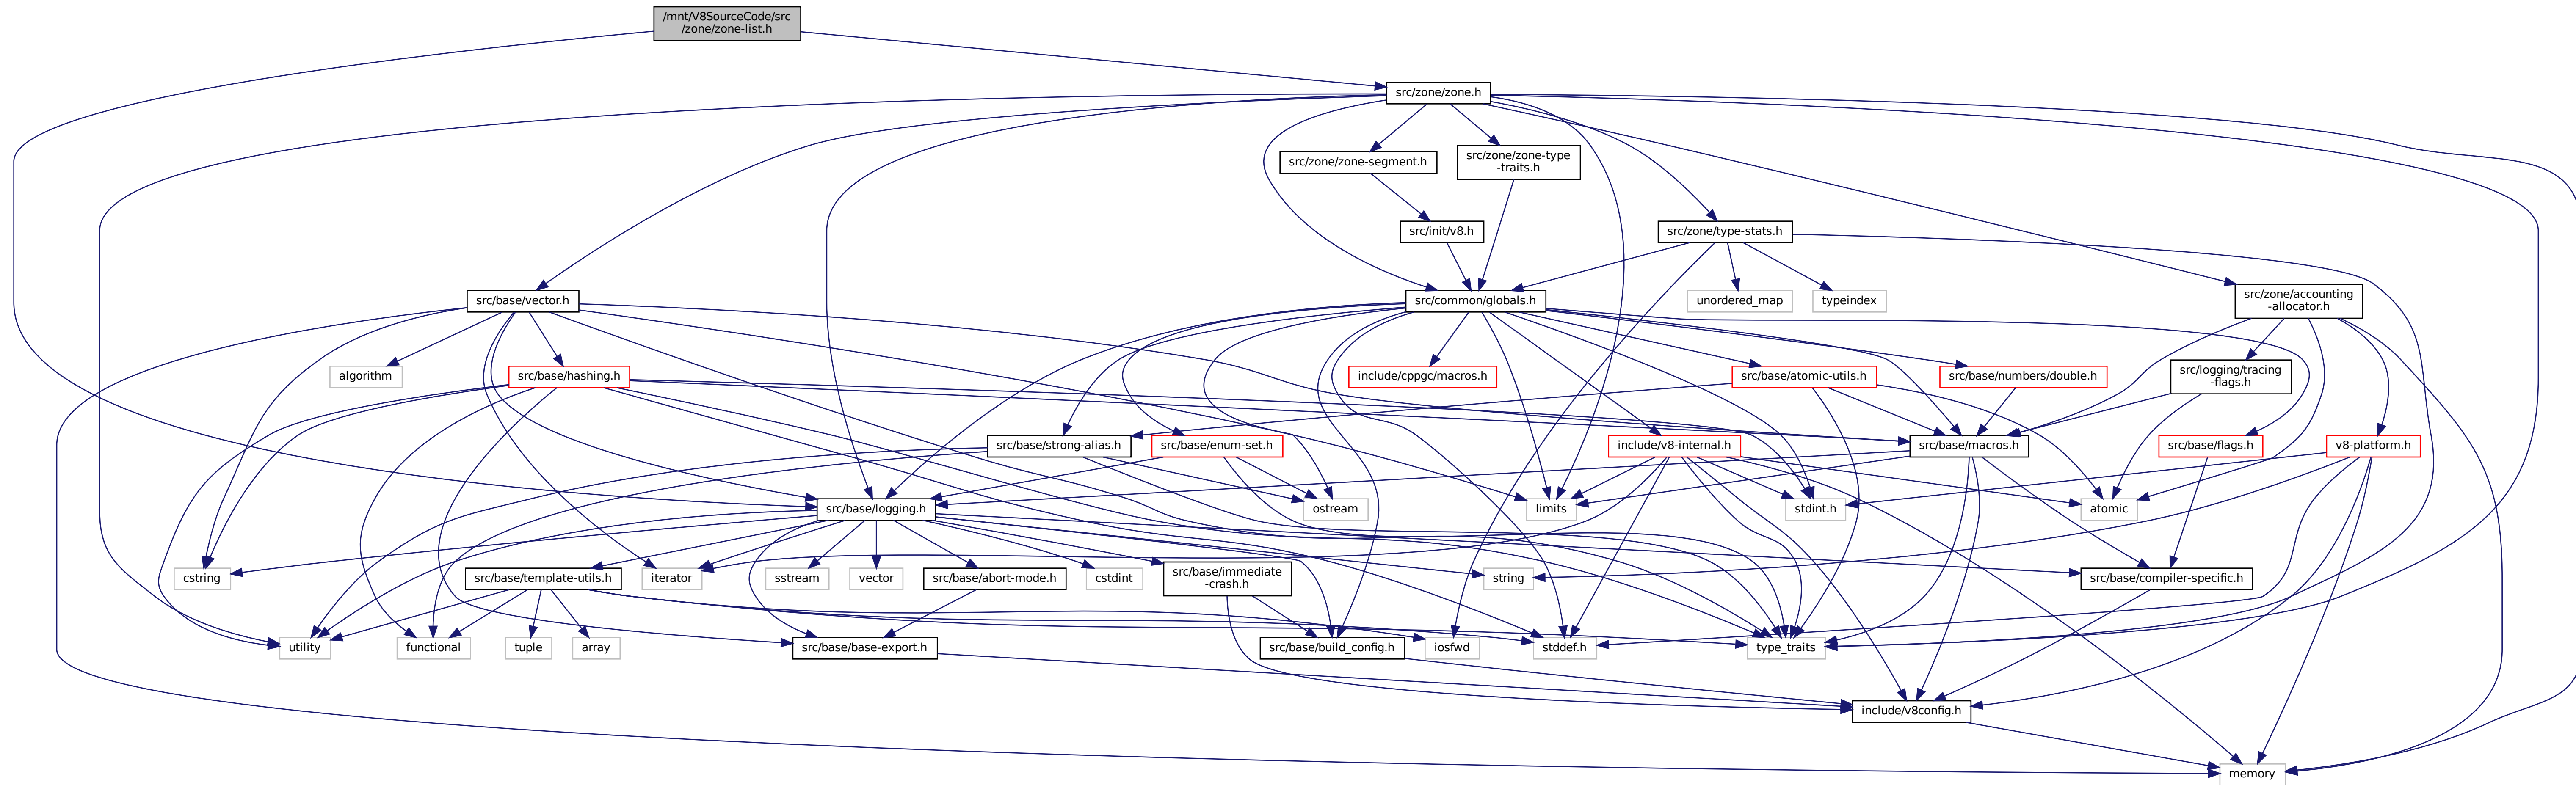 /mnt/V8SourceCode/src
/zone/zone-list.h
src/zone/zone.h
src/zone/zone-segment.h
src/zone/zone-type
-traits.h
src/init/v8.h
src/zone/type-stats.h
src/base/vector.h
src/common/globals.h
unordered_map
typeindex
src/zone/accounting
-allocator.h
algorithm
src/base/hashing.h
include/cppgc/macros.h
src/base/atomic-utils.h
src/base/numbers/double.h
src/logging/tracing
-flags.h
src/base/strong-alias.h
src/base/enum-set.h
include/v8-internal.h
src/base/macros.h
src/base/flags.h
v8-platform.h
src/base/logging.h
ostream
limits
stdint.h
atomic
cstring
src/base/template-utils.h
iterator
sstream
vector
src/base/abort-mode.h
cstdint
src/base/immediate
-crash.h
string
src/base/compiler-specific.h
utility
functional
tuple
array
src/base/base-export.h
src/base/build_config.h
iosfwd
stddef.h
type_traits
include/v8config.h
memory